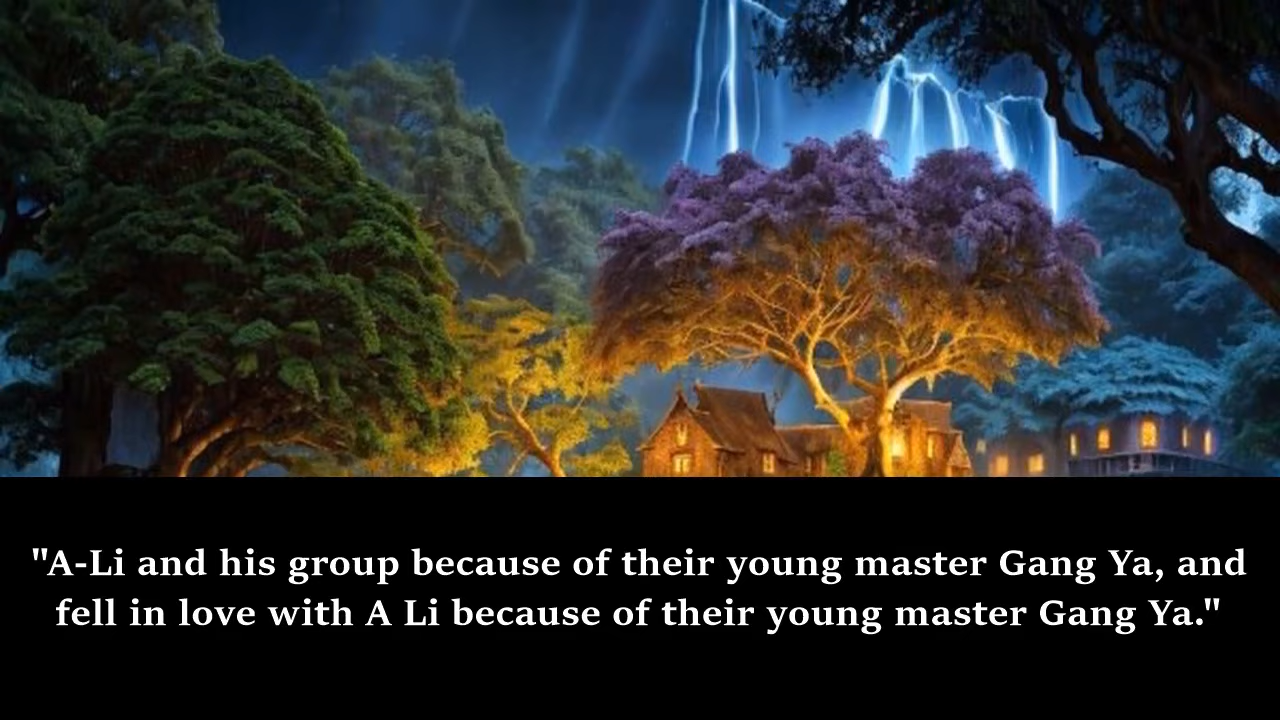 "A-Li and his group because of their young master Gang Ya, and
fell in love with A Li because of their young master Gang Ya."